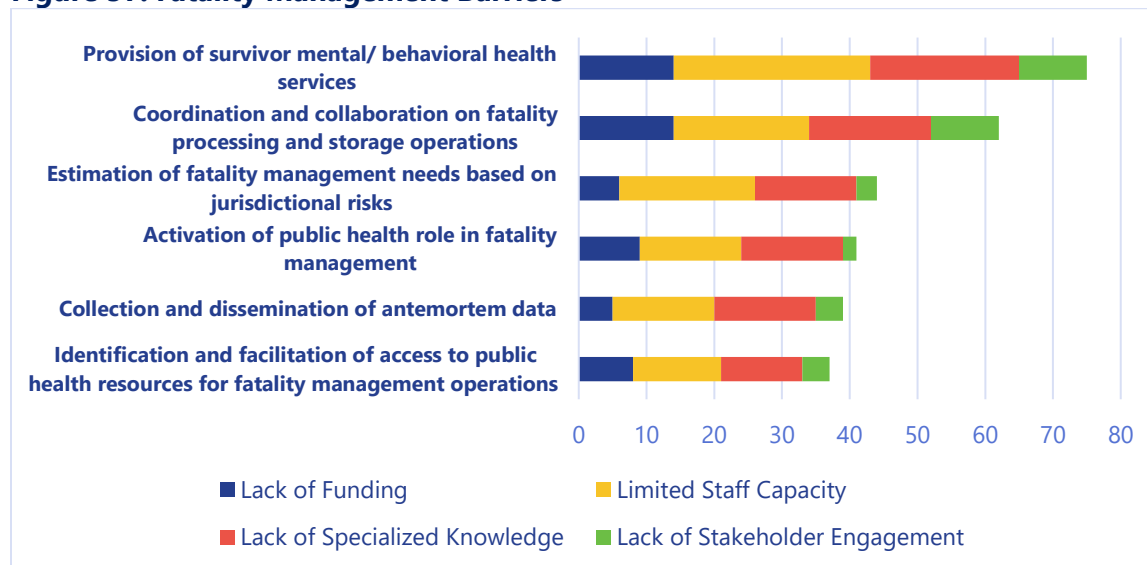 Provision of survivor mental/ behavioral health
services
Coordination and collaboration on fatality
processing and storage operations
Estimation of fatality management needs based on
jurisdictional risks
Activation of public health role in fatality
management
Collection and dissemination of antemortem data
Identification and facilitation of access to public
health resources for fatality management operations
0 10 20 30 40 50 60 70 80
Lack of Funding Limited Staff Capacity
Lack of Specialized Knowledge Lack of Stakeholder Engagement